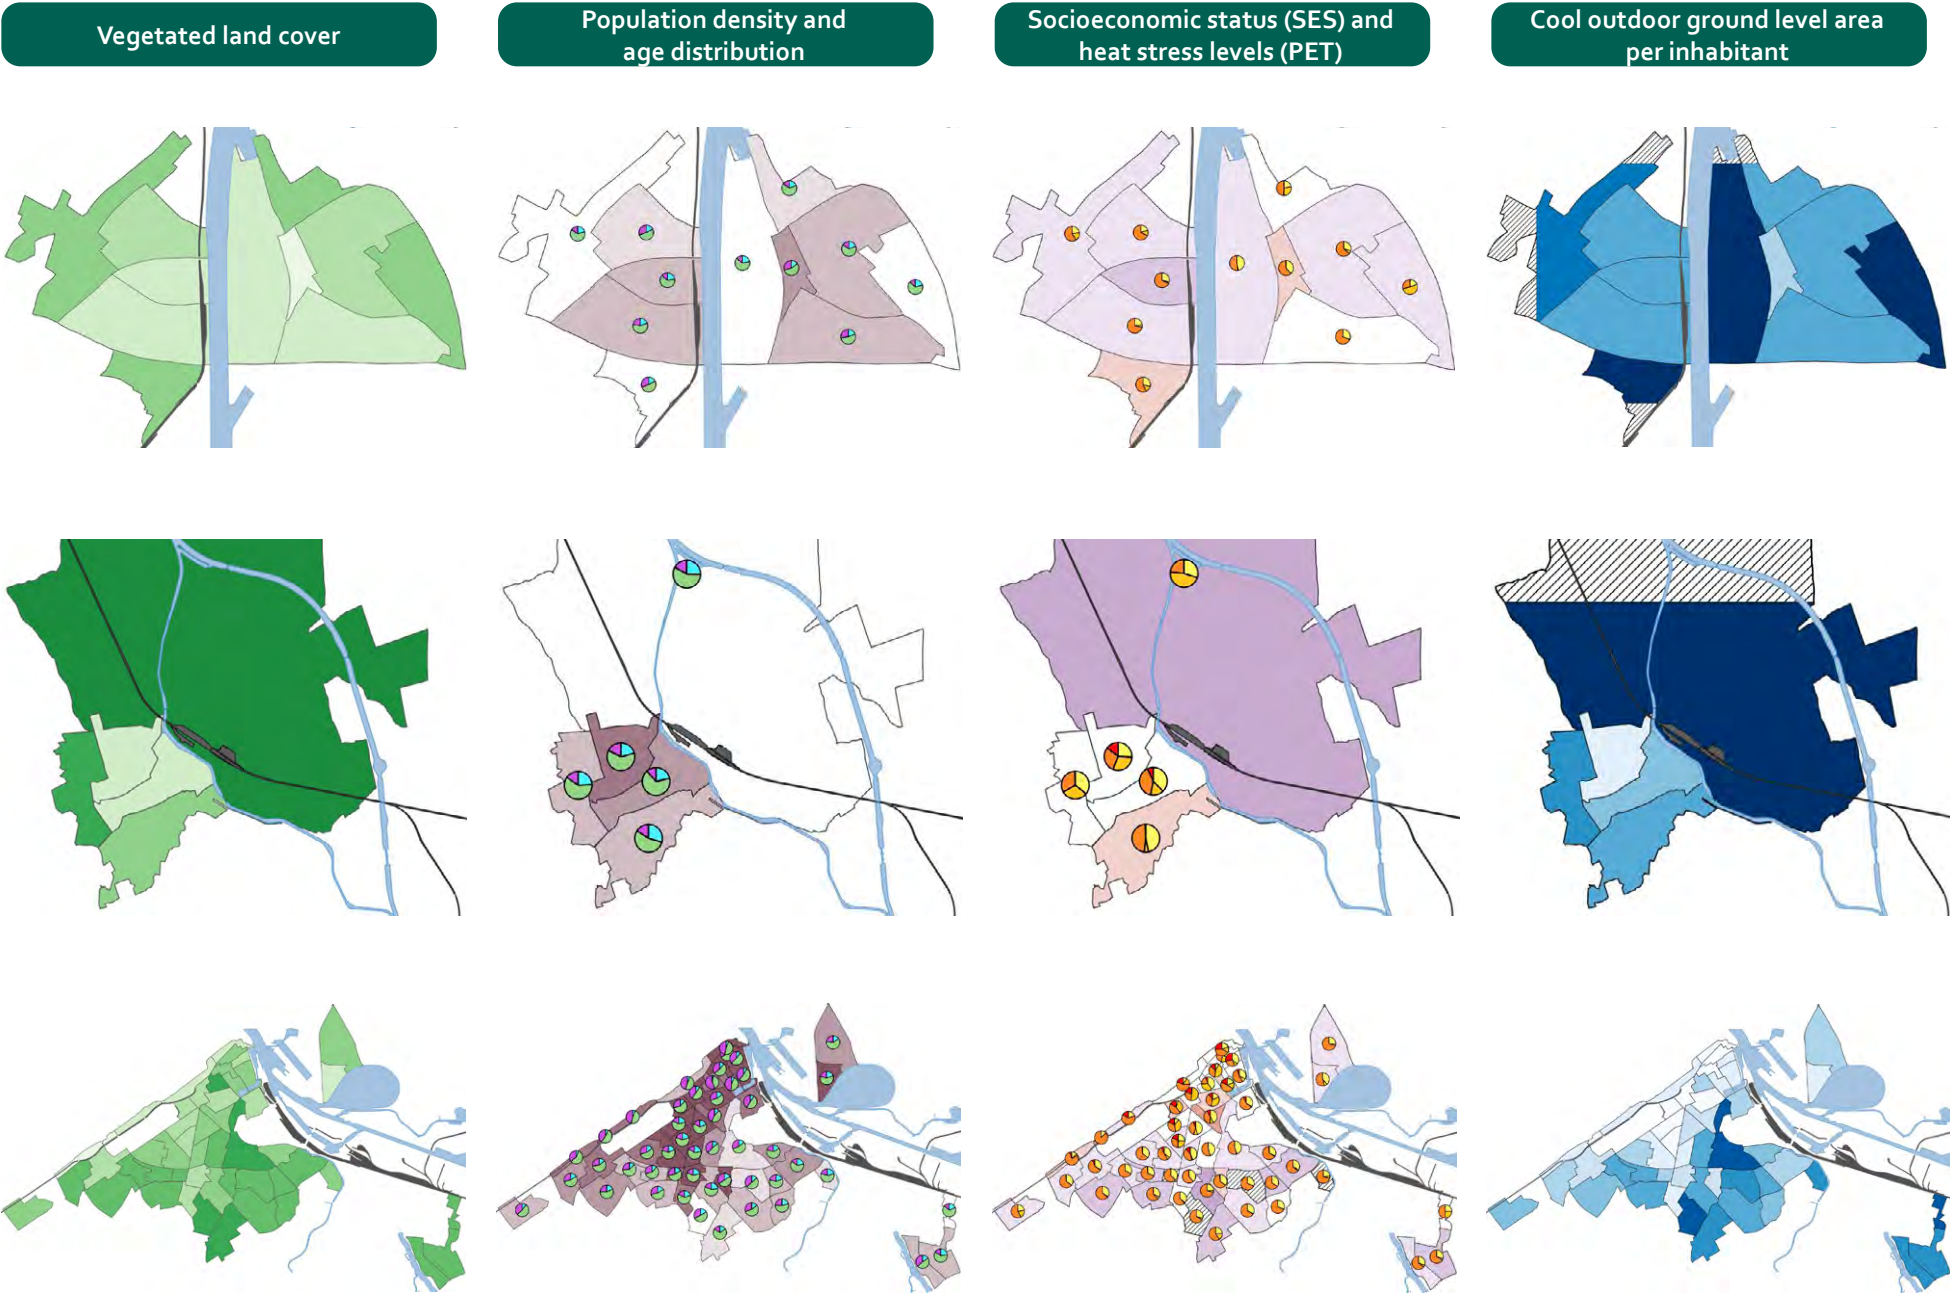 Vegetated land cover
Population density and
age distribution
Socioeconomic status (SES) and
heat stress levels (PET)
Cool outdoor ground level area
per inhabitant